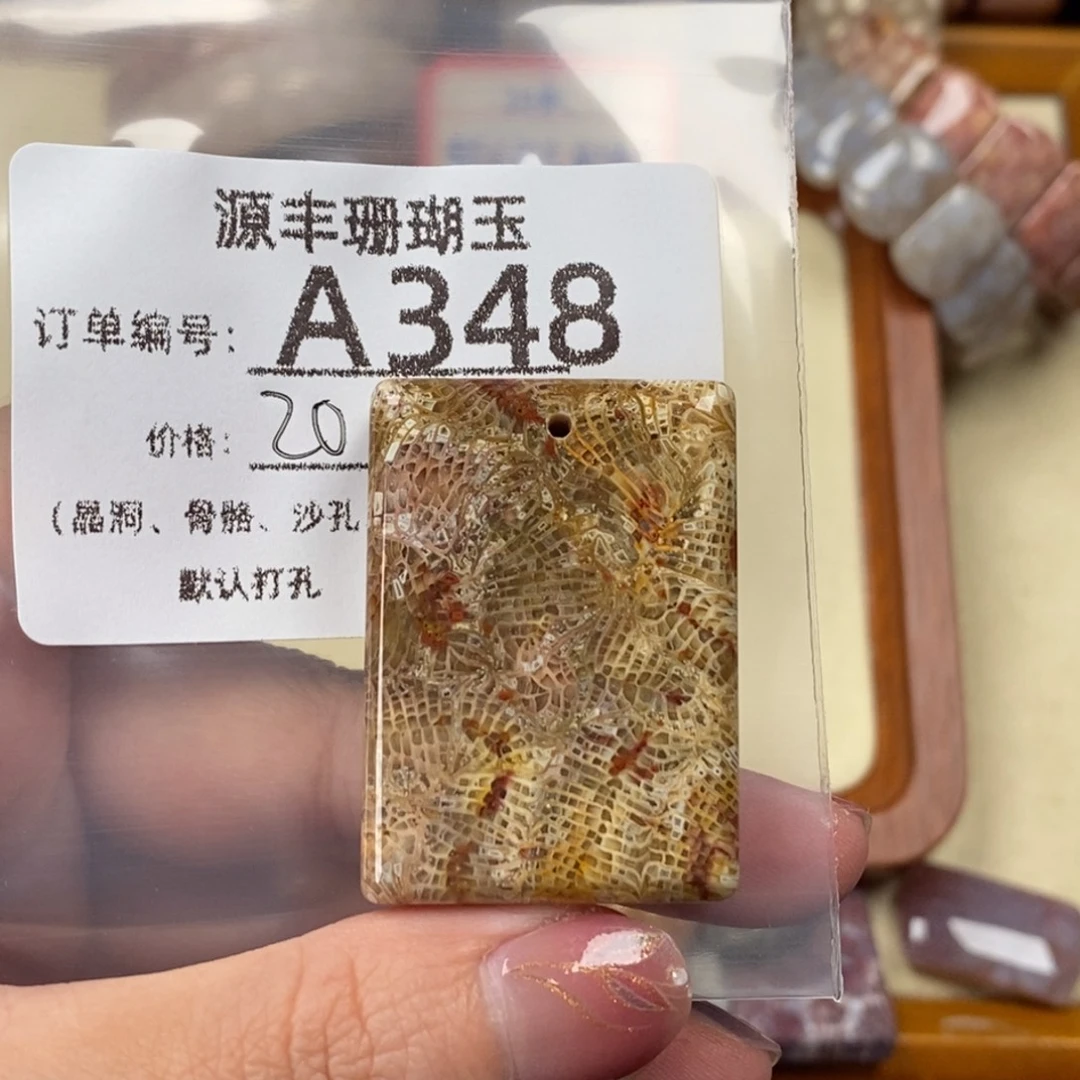 源丰珊瑚玉
订单编号: A348
价格: 20
(晶洞、骨骼、沙孔
默认打孔